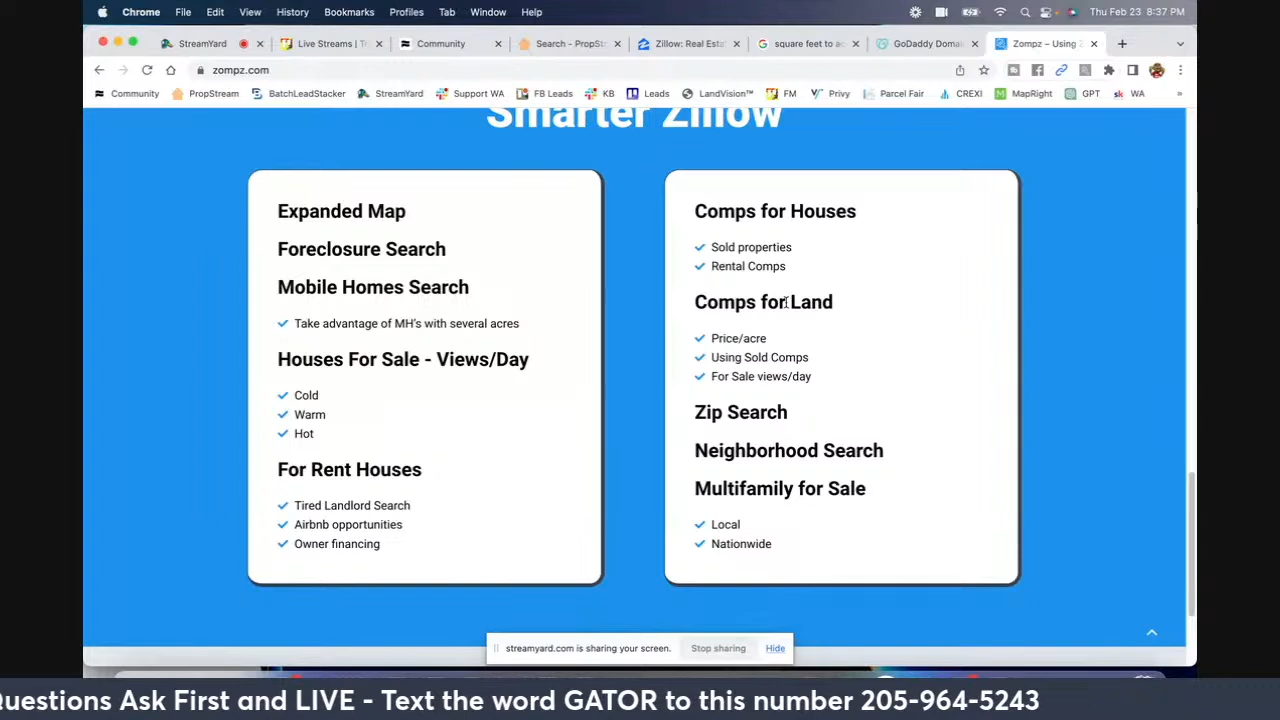 Chrome File Edit View History Bookmarks Profiles Tab Window Help Thu Feb 23 8:37 PM
StreamYard Live Streams | Community Search - PropSt Zillow: Real Esta square feet to a GoDaddy Domai Zompz – Using Z
zompz.com
Community PropStream BatchLeadStacker StreamYard Support WA FB Leads KB Leads LandVision™ FM Privy Parcel Fair CREXI MapRight GPT WA »
Smarter Zillow
Expanded Map
Foreclosure Search
Mobile Homes Search
Take advantage of MH's with several acres
Houses For Sale - Views/Day
Cold
Warm
Hot
For Rent Houses
Tired Landlord Search
Airbnb opportunities
Owner financing
Comps for Houses
Sold properties
Rental Comps
Comps for Land
Price/acre
Using Sold Comps
For Sale views/day
Zip Search
Neighborhood Search
Multifamily for Sale
Local
Nationwide
streamyard.com is sharing your screen. Stop sharing Hide
Questions Ask First and LIVE - Text the word GATOR to this number 205-964-5243